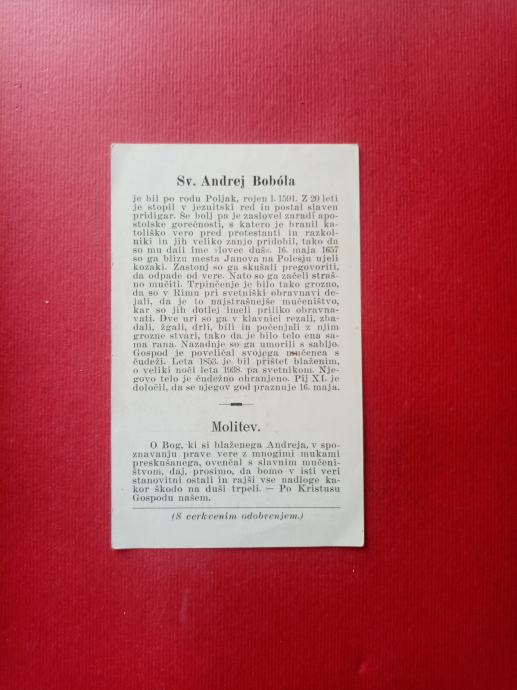 Sv. Andrej Bobóla
je bil po rodu Poljak, rojen l. 1591. Z 20 leti
je stopil v jezuitski red in postal slaven
pridigar. Še bolj pa je zaslovel zaradi apo-
stolske gorečnosti, s katero je branil kato-
liško vero pred protestanti in razkol-
niki in jih veliko zanjo pridobil, tako da
so mu dali ime »lovec duš«. 16. maja 1657
so ga blizu mesta Janova na Polesju ujeli
kozaki. Zastonj so ga skušali pregovoriti,
da odpade od vere. Nato so ga začeli straš-
no mučiti. Trpinčenje je bilo tako grozno,
da so v Rimu pri svetniški obravnavi de-
jali, da je to najstrašnejše mučeništvo,
kar so jih dotlej imeli priliko obravna-
vati. Dve uri so ga v klavnici rezali, zba-
dali, žgali, drli, bili in počenjali z njim
grozne stvari, tako da je bilo telo ena sa-
ma rana. Nazadnje so ga umorili s sabljo.
Gospod je poveličal svojega mučenca s
čudeži. Leta 1853. je bil prištet blaženim,
o veliki noči leta 1938. pa svetnikom. Nje-
govo telo je čudežno ohranjeno. Pij XI. je
določil, da se njegov god praznuje 16. maja.
Molitev.
O Bog, ki si blaženega Andreja, v spo-
znavanju prave vere z mnogimi mukami
preskušanega, ovenčal s slavnim mučeni-
štvom, daj, prosimo, da bomo v isti veri
stanovitni ostali in rajši vse nadloge ka-
kor škodo na duši trpeli. — Po Kristusu
Gospodu našem.
(S cerkvenim odobrenjem.)